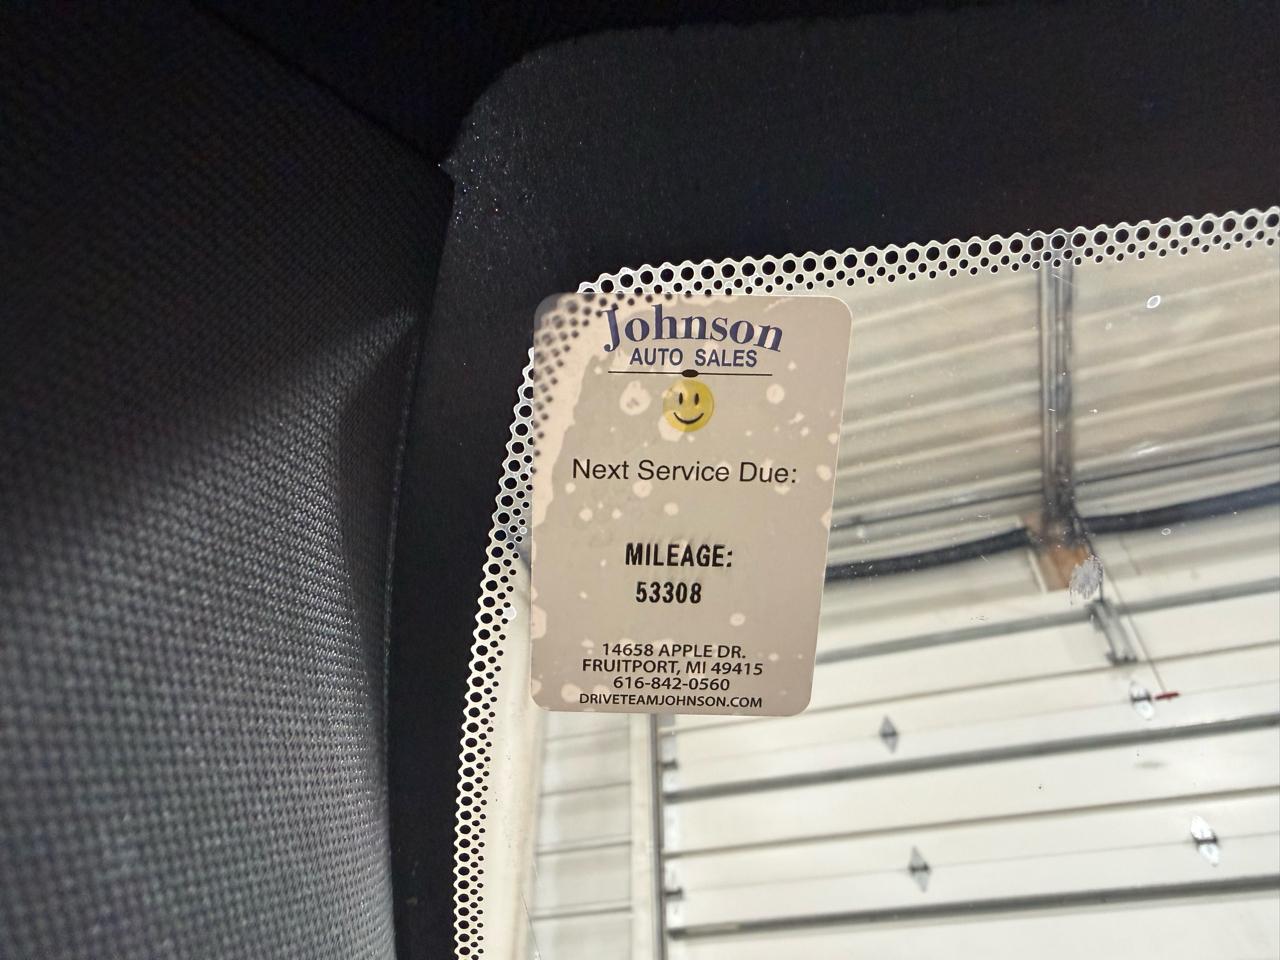 Johnson
AUTO SALES
Next Service Due:
MILEAGE:
53308
14658 APPLE DR.
FRUITPORT, MI 49415
616-842-0560
DRIVETEAMJOHNSON.COM